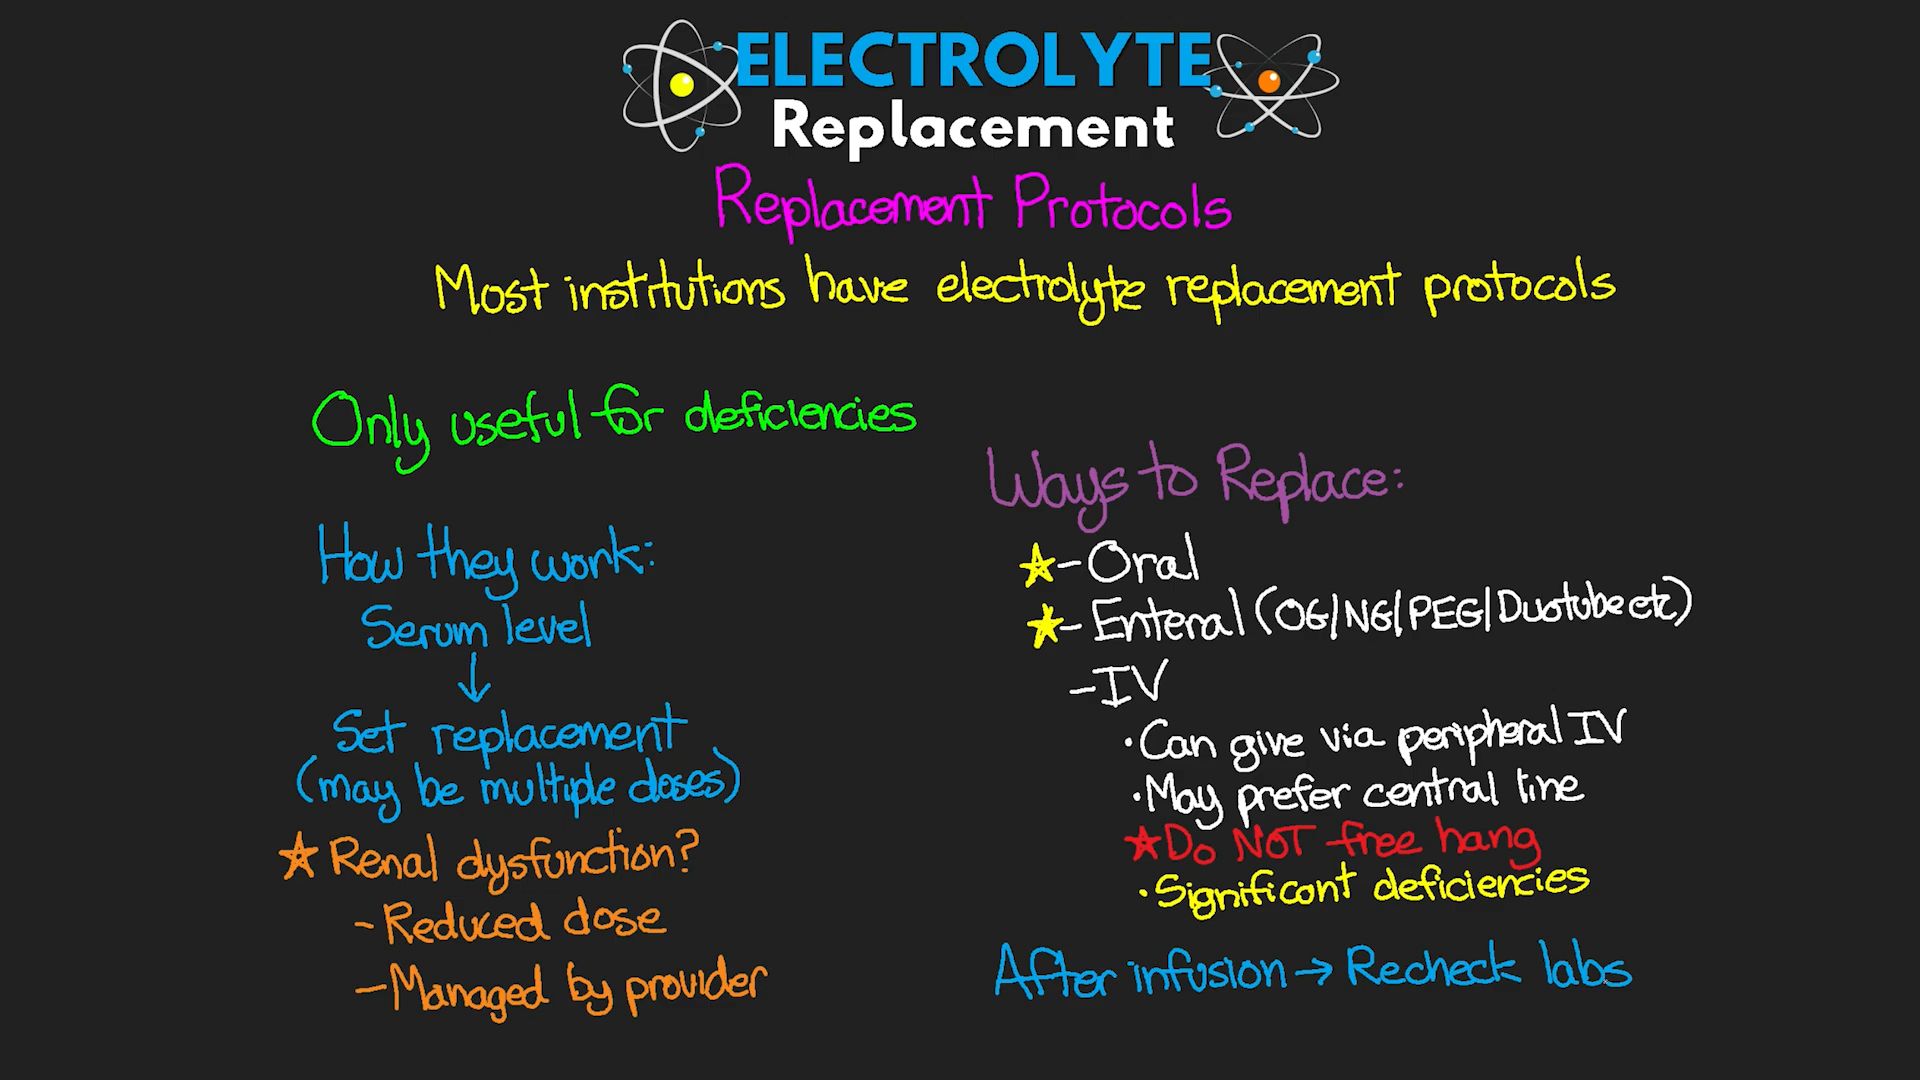 ELECTROLYTE
Replacement
Replacement Protocols
Most institutions have electrolyte replacement protocols
Only useful for deficiencies
How they work:
Serum level
↓
Set replacement
(may be multiple doses)
☆ Renal dysfunction?
- Reduced dose
- Managed by provider
Ways to Replace:
☆ - Oral
☆ - Enteral (OG/NG/PEG/Duotube etc)
- IV
• Can give via peripheral IV
• May prefer central line
☆ Do NOT free hang
• Significant deficiencies
After infusion → Recheck labs